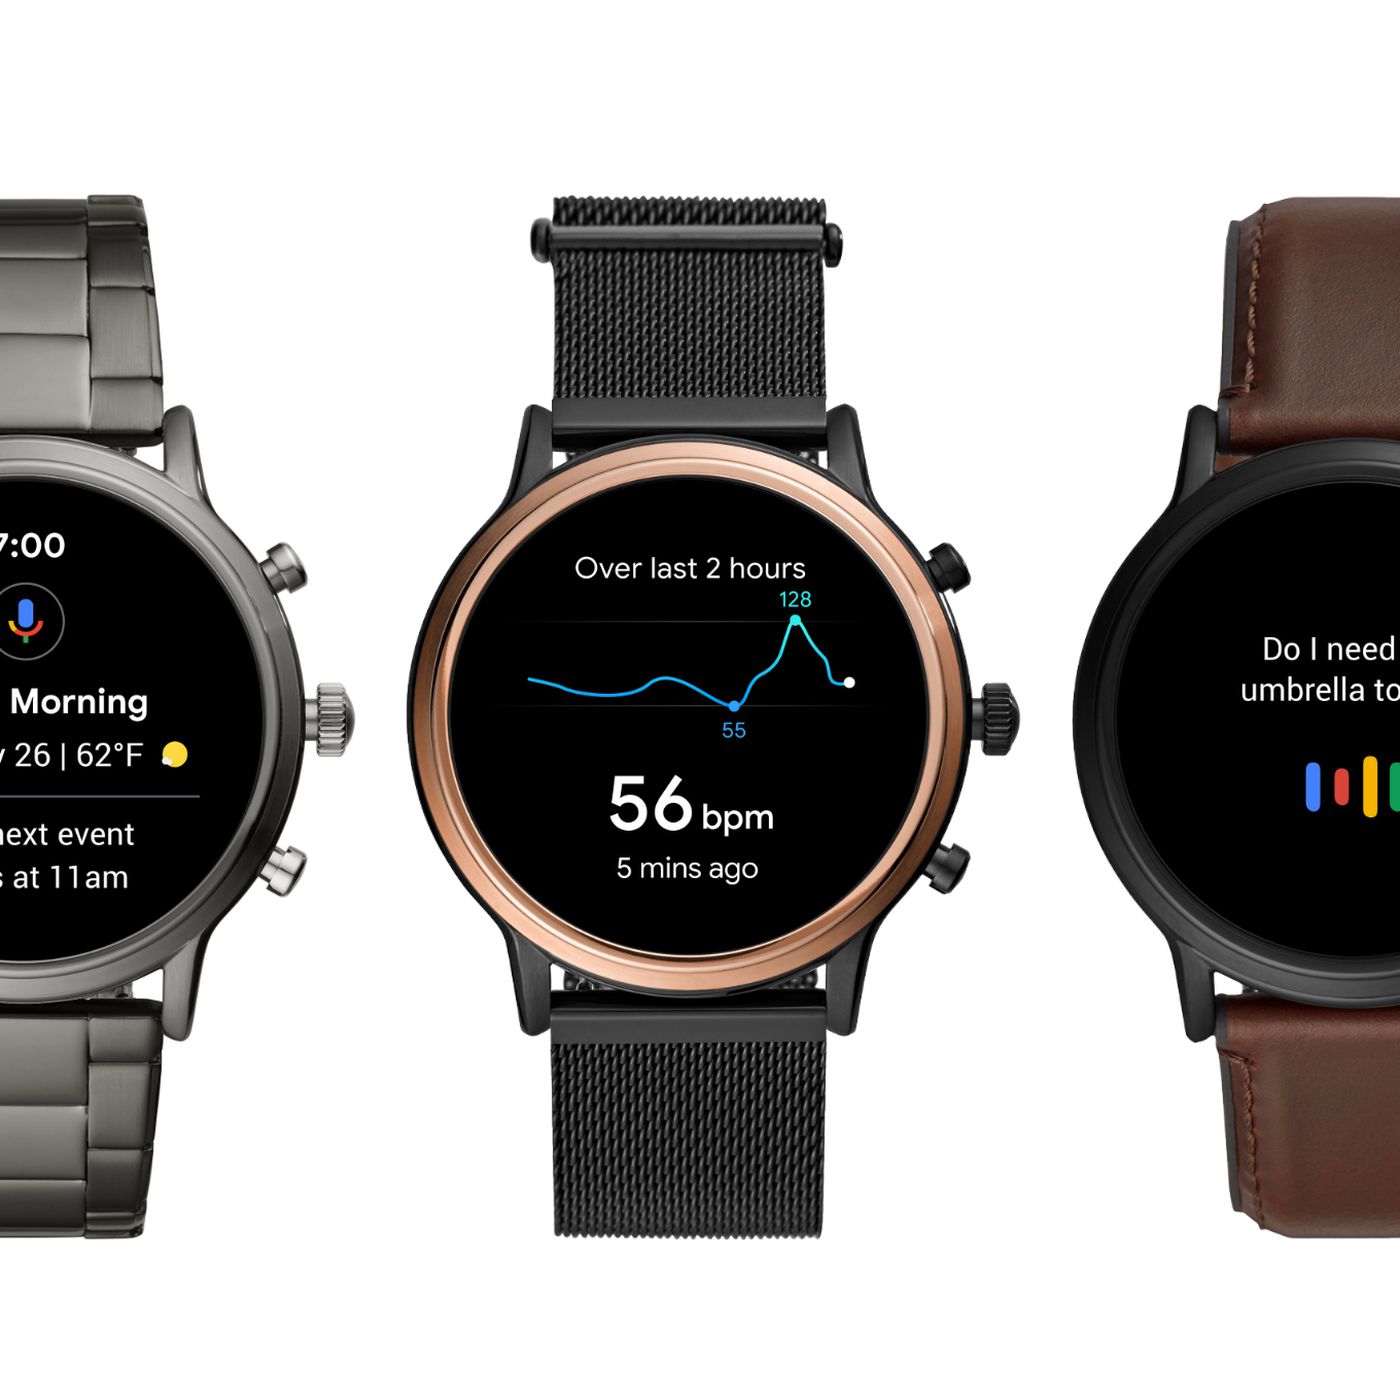 7:00
Morning
26 | 62°F
next event
at 11am
Over last 2 hours
128
55
56 bpm
5 mins ago
Do I need
umbrella to